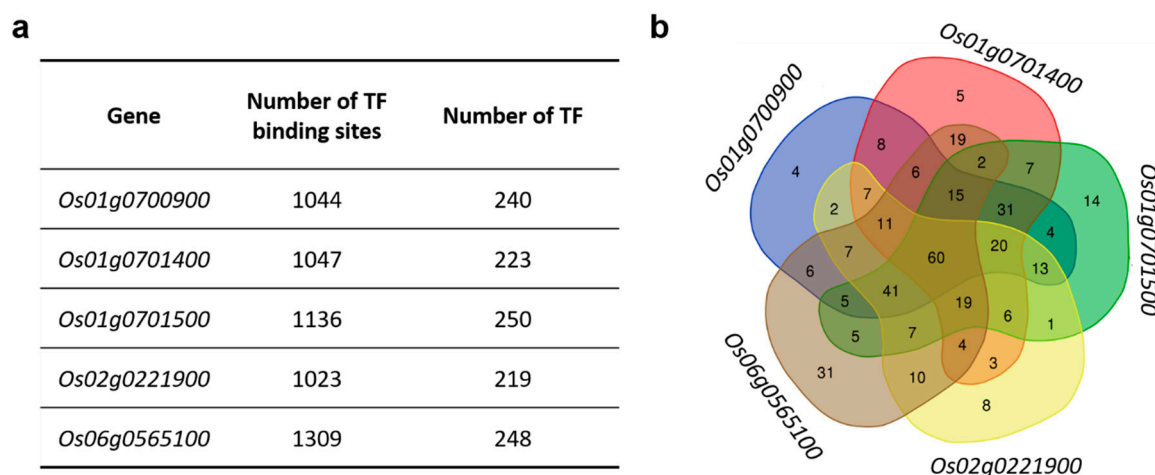 a
Gene Number of TF binding sites Number of TF
Os01g0700900 1044 240
Os01g0701400 1047 223
Os01g0701500 1136 250
Os02g0221900 1023 219
Os06g0565100 1309 248
b
Os01g0700900
Os01g0701400
Os01g0701500
Os06g0565100
Os02g0221900
5
8 19
4 6 2 7
7 15 14
2 11 31 4
7 60 20 13
6 41
5 19 6 1
5 7 4 3
31 10
8